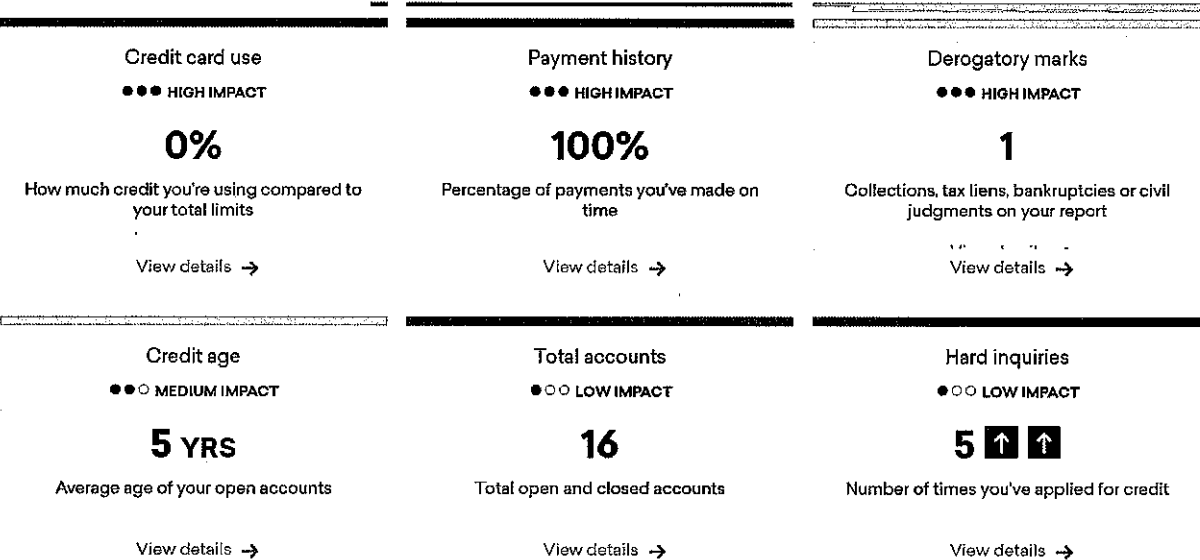 Credit card use
●●● HIGH IMPACT
0%
How much credit you're using compared to
your total limits
View details →
Payment history
●●● HIGH IMPACT
100%
Percentage of payments you've made on
time
View details →
Derogatory marks
●●● HIGH IMPACT
1
Collections, tax liens, bankruptcies or civil
judgments on your report
View details →
Credit age
●●○ MEDIUM IMPACT
5 YRS
Average age of your open accounts
View details →
Total accounts
●○○ LOW IMPACT
16
Total open and closed accounts
View details →
Hard inquiries
●○○ LOW IMPACT
5 ↑ ↑
Number of times you've applied for credit
View details →